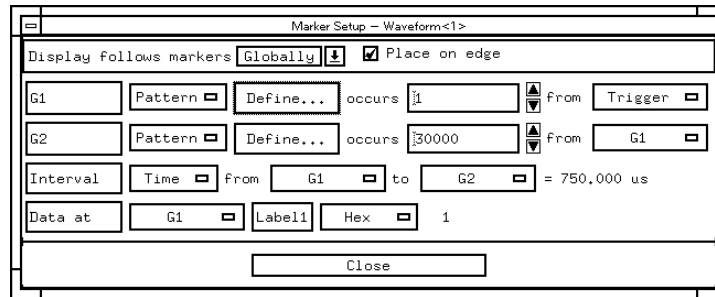 Marker Setup — Waveform<1>
Display follows markers Globally Place on edge
G1 Pattern Define... occurs 1 from Trigger
G2 Pattern Define... occurs 30000 from G1
Interval Time from G1 to G2 = 750.000 us
Data at G1 Label1 Hex 1
Close